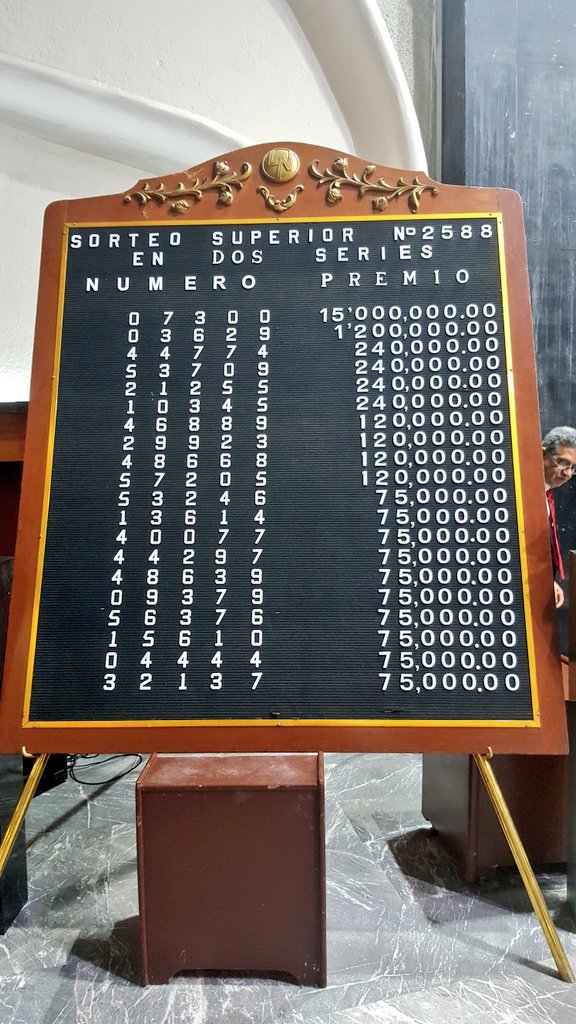 LN
SORTEO SUPERIOR Nº2588
EN DOS SERIES
NUMERO PREMIO
0 7 3 0 0 15'000,000.00
0 3 6 2 9 1'200,000.00
4 4 7 7 4 240,000.00
5 3 7 0 9 240,000.00
2 1 2 5 5 240,000.00
1 0 3 4 5 240,000.00
4 6 8 8 9 120,000.00
2 9 9 2 3 120,000.00
4 8 6 6 8 120,000.00
5 7 2 0 5 120,000.00
5 3 2 4 6 75,000.00
1 3 6 1 4 75,000.00
4 0 0 7 7 75,000.00
4 4 2 9 7 75,000.00
4 8 6 3 9 75,000.00
0 9 3 7 9 75,000.00
5 6 3 7 6 75,000.00
1 5 6 1 0 75,000.00
0 4 4 4 4 75,000.00
3 2 1 3 7 75,000.00